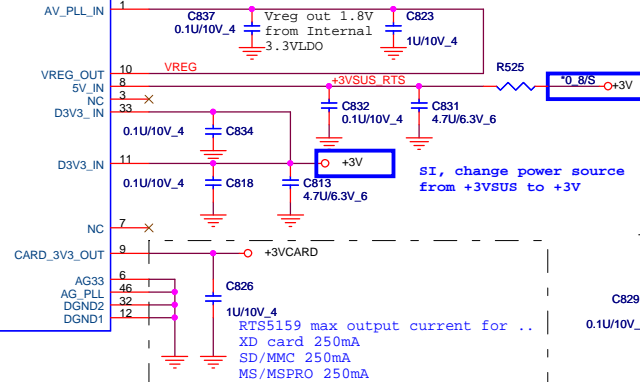 AV_PLL_IN 1
C837
0.1U/10V_4
Vreg out 1.8V
from Internal
3.3VLDO
C823
1U/10V_4
VREG_OUT 10 VREG
5V_IN 8 +3VSUS_RTS R525 *0_8/S +3V
NC 3
D3V3_IN 33
C832
0.1U/10V_4
C831
4.7U/6.3V_6
0.1U/10V_4 C834
D3V3_IN 11 +3V
0.1U/10V_4 C818
C813
4.7U/6.3V_6
SI, change power source
from +3VSUS to +3V
NC 7
CARD_3V3_OUT 9 +3VCARD
AG33 6
AG_PLL 46
DGND2 32
DGND1 12
C826
1U/10V_4
RTS5159 max output current for ..
XD card 250mA
SD/MMC 250mA
MS/MSPRO 250mA
C829
0.1U/10V_